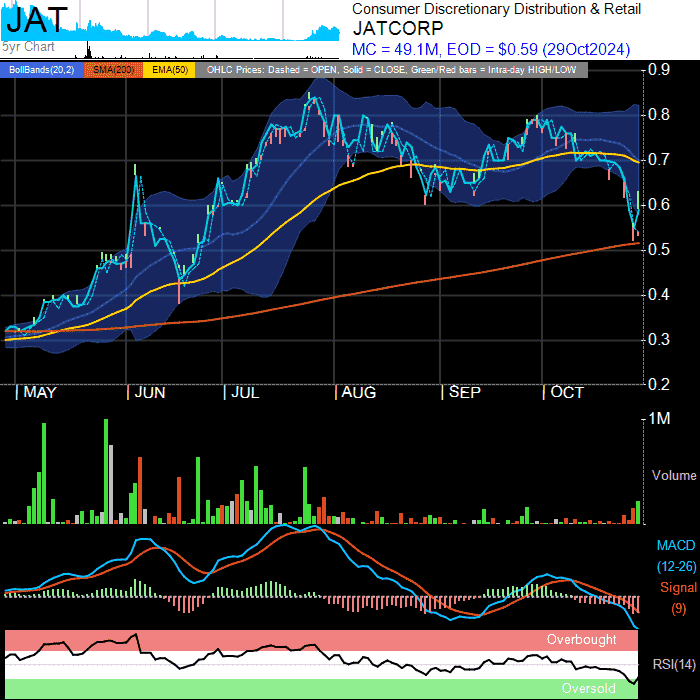 JAT
5yr Chart
Consumer Discretionary Distribution & Retail
JATCORP
MC = 49.1M, EOD = $0.59 (29Oct2024)
BollBands(20,2) SMA(200) EMA(50) OHLC Prices: Dashed = OPEN, Solid = CLOSE, Green/Red bars = Intra-day HIGH/LOW
0.9
0.8
0.7
0.6
0.5
0.4
0.3
0.2
MAY JUN JUL AUG SEP OCT
1M
Volume
MACD
(12-26)
Signal
(9)
Overbought
RSI(14)
Oversold